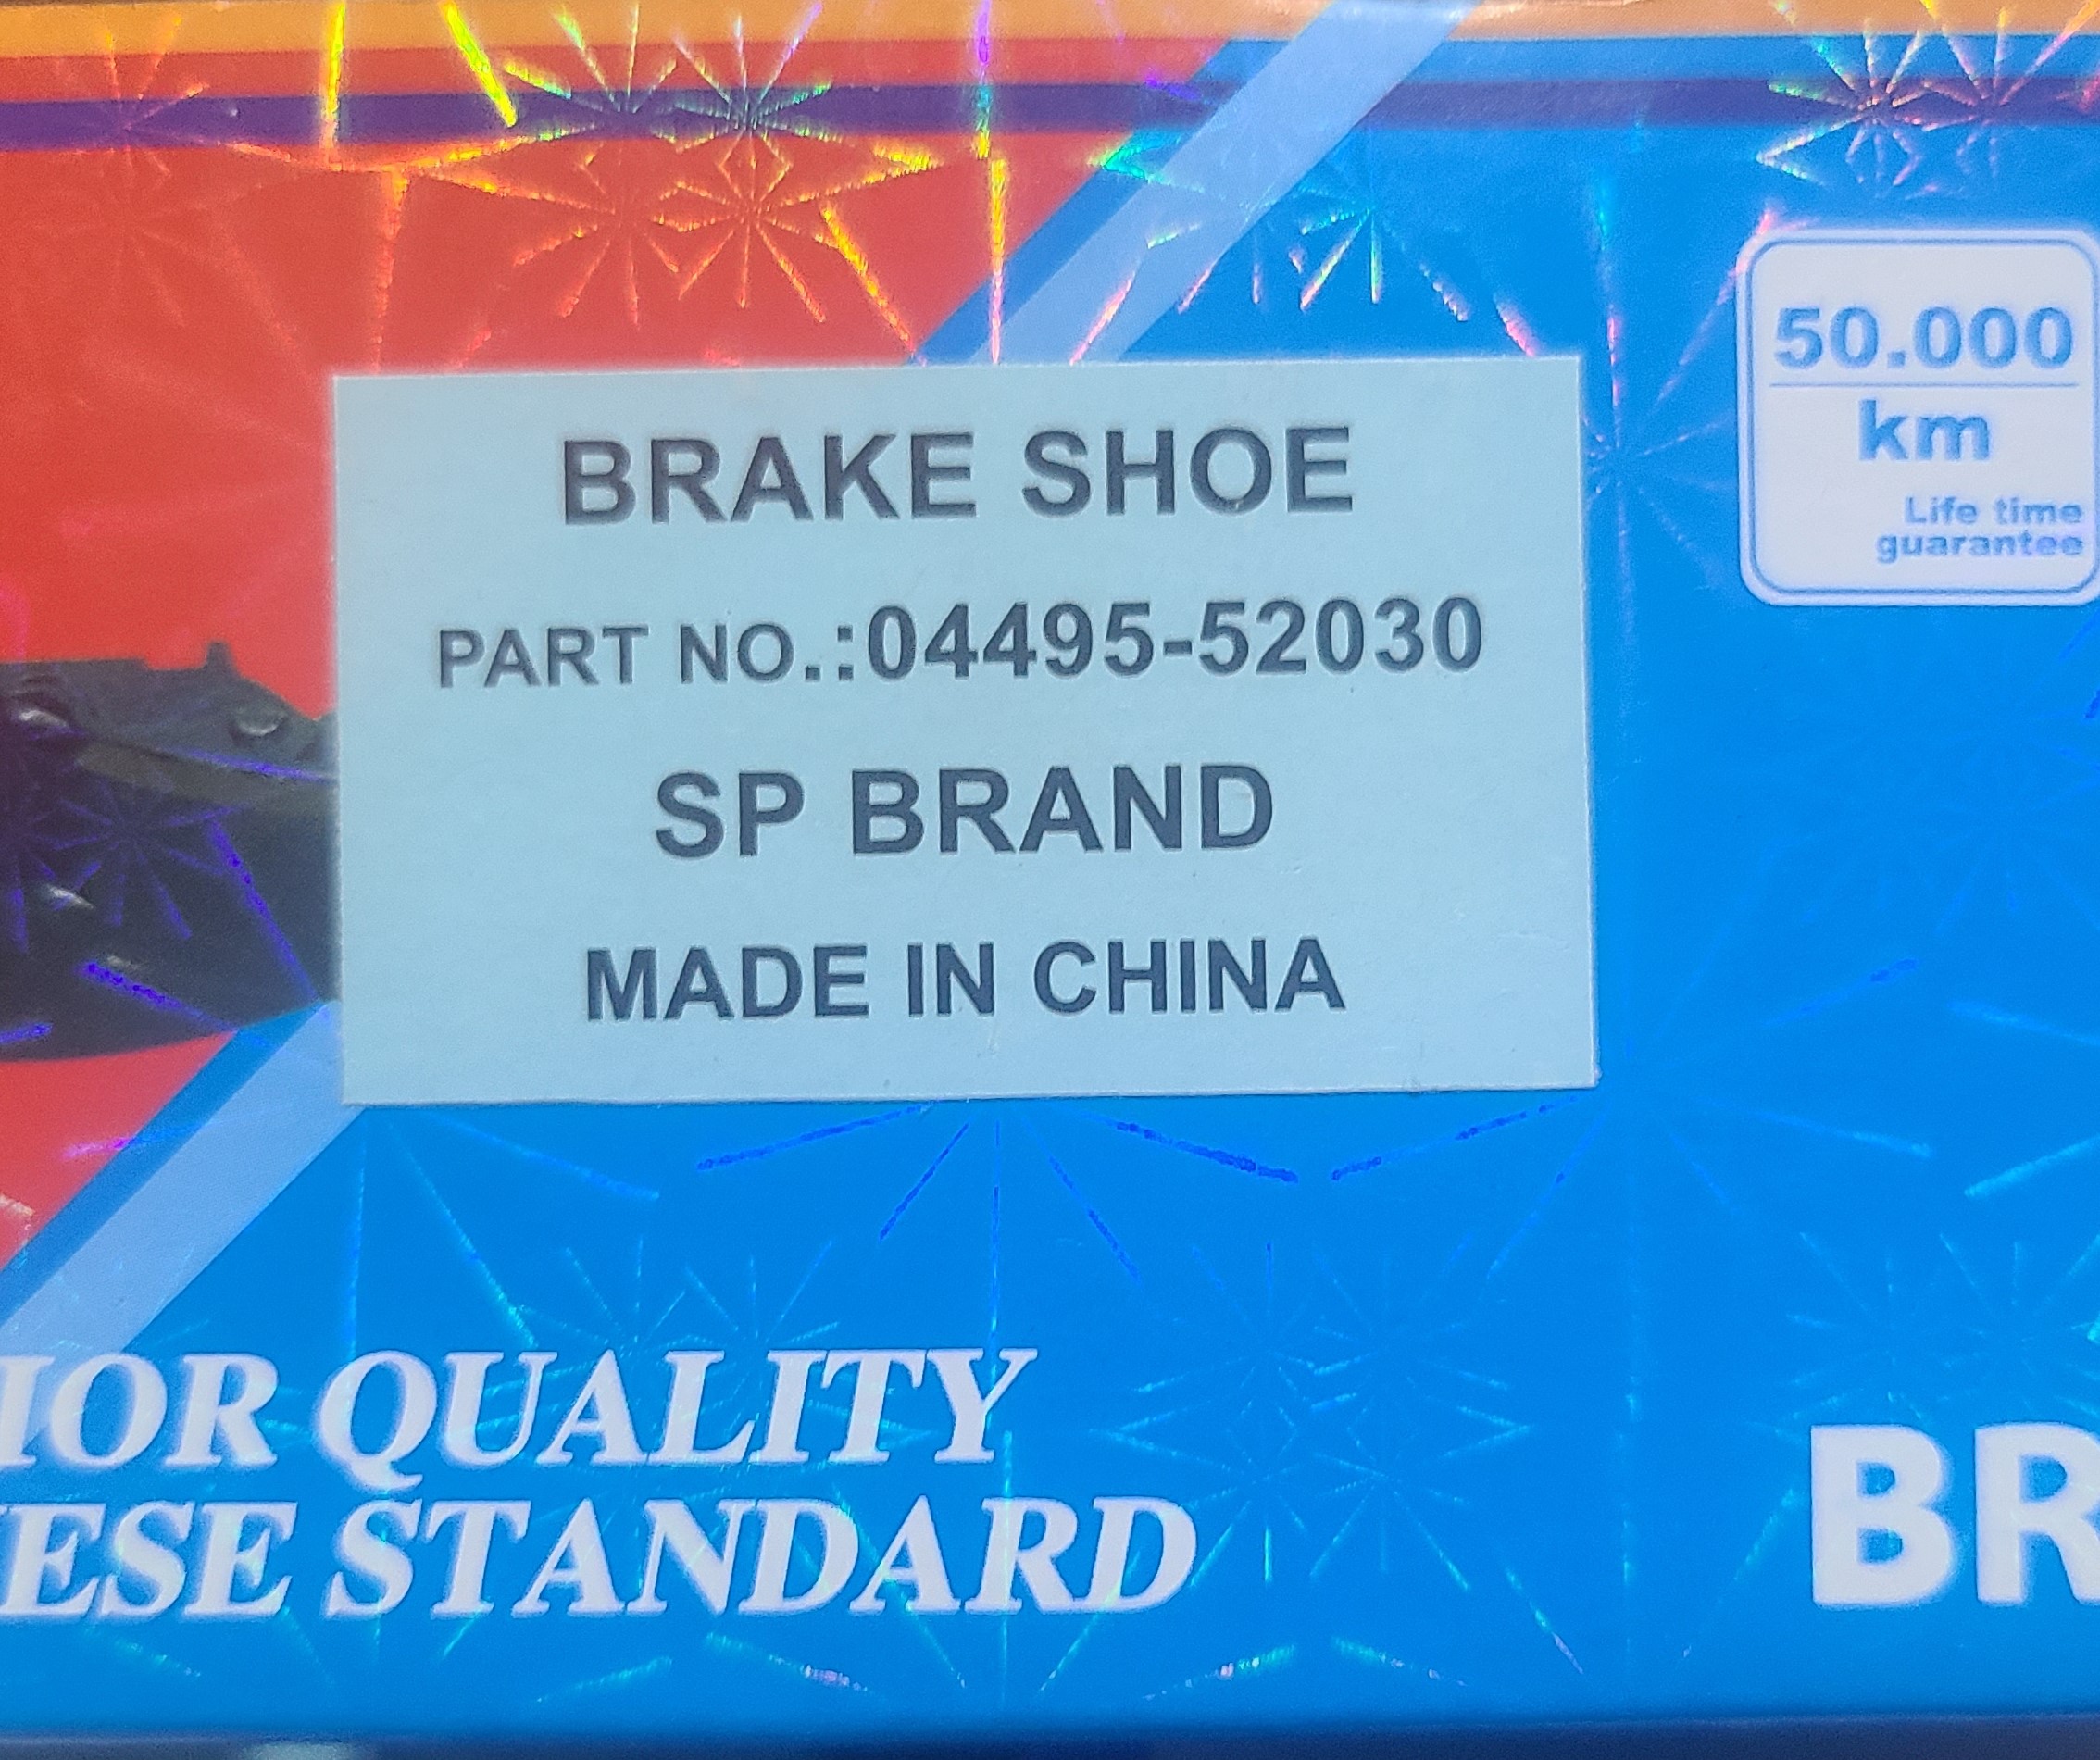 50.000
km
Life time
guarantee
BRAKE SHOE
PART NO.:04495-52030
SP BRAND
MADE IN CHINA
IOR QUALITY
ESE STANDARD
BR